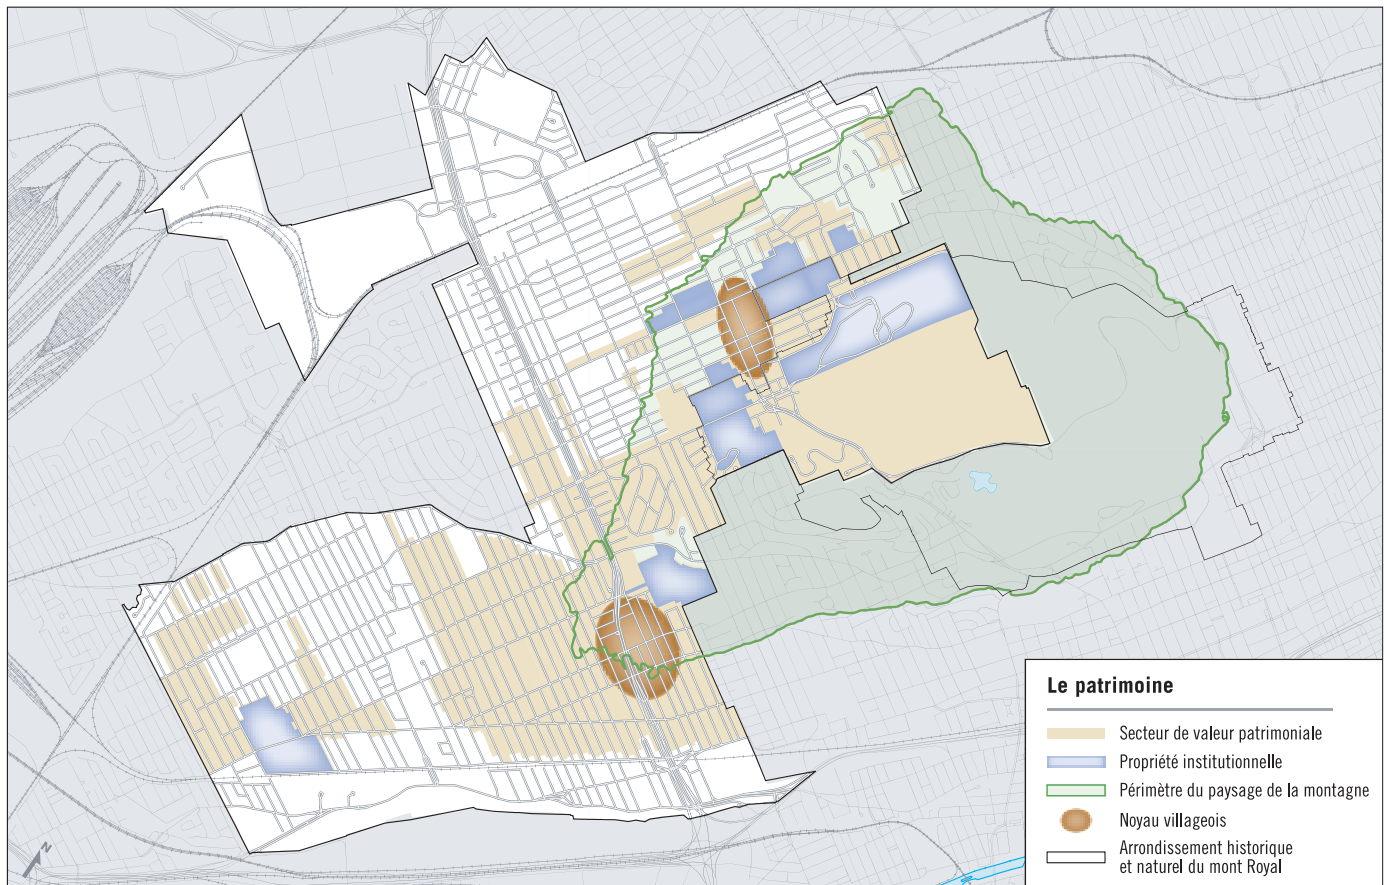 Le patrimoine
Secteur de valeur patrimoniale
Propriété institutionnelle
Périmètre du paysage de la montagne
Noyau villageois
Arrondissement historique
et naturel du mont Royal
N